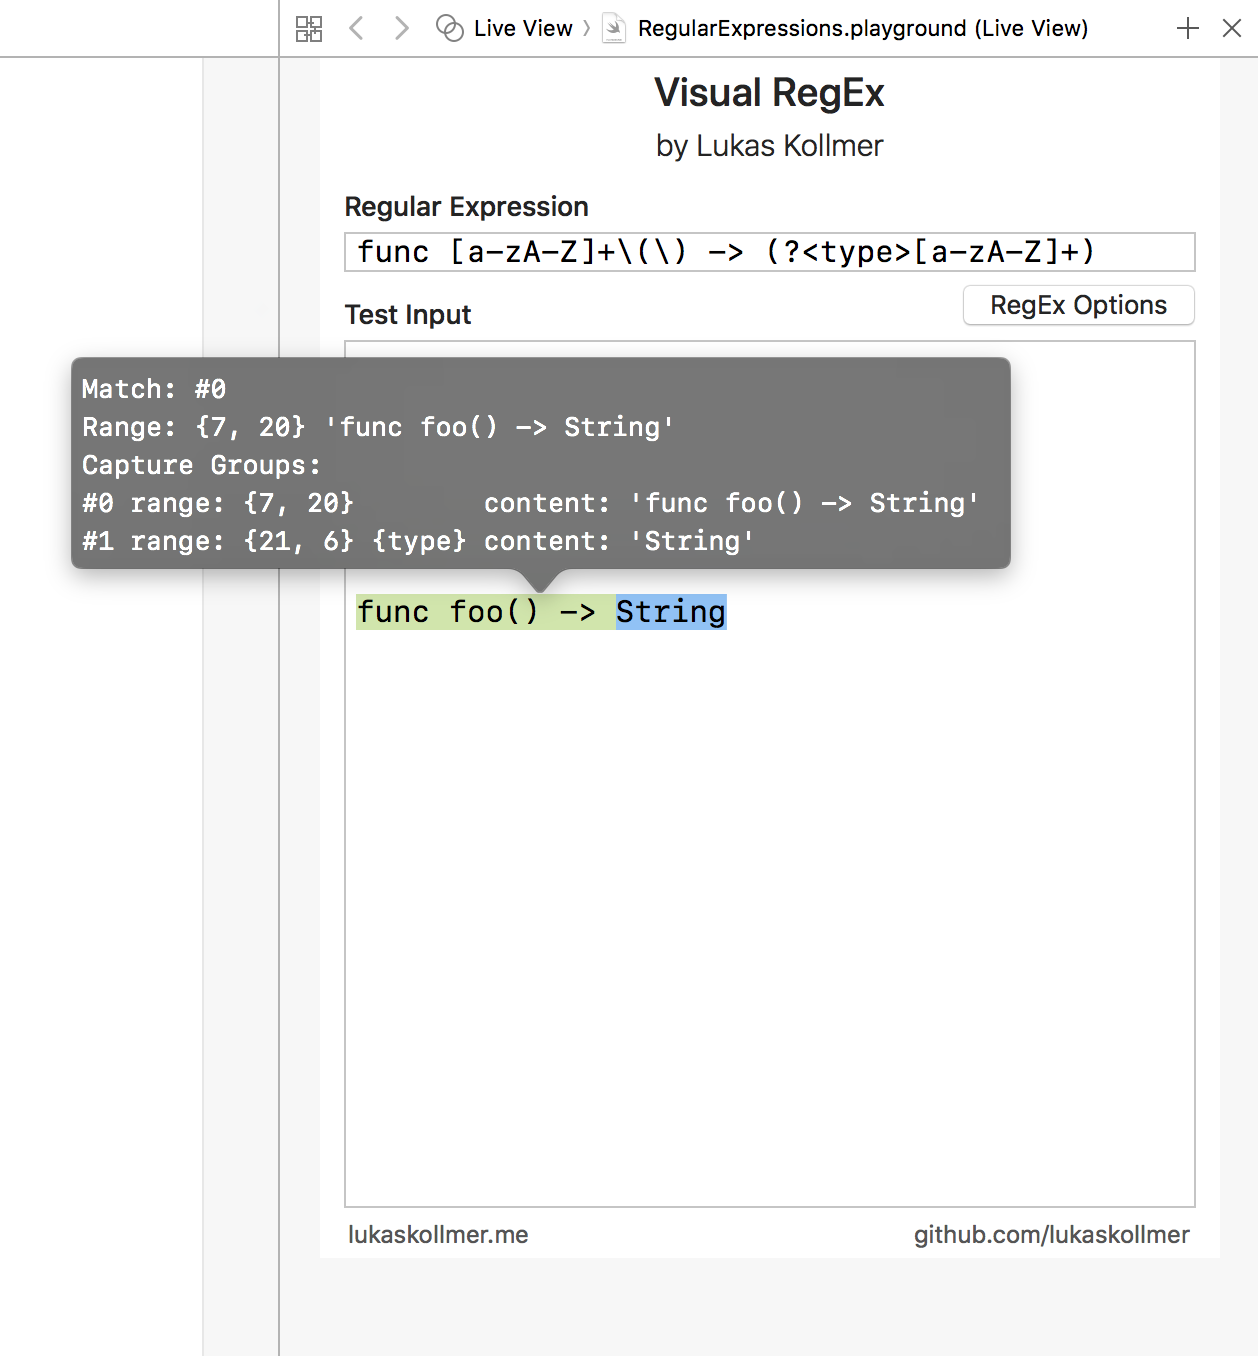 Live View 〉 RegularExpressions.playground (Live View)
Visual RegEx
by Lukas Kollmer
Regular Expression
func [a-zA-Z]+\(\) -> (?<type>[a-zA-Z]+)
RegEx Options
Test Input
Match: #0
Range: {7, 20} 'func foo() -> String'
Capture Groups:
#0 range: {7, 20}        content: 'func foo() -> String'
#1 range: {21, 6} {type} content: 'String'
func foo() -> String
lukaskollmer.me
github.com/lukaskollmer